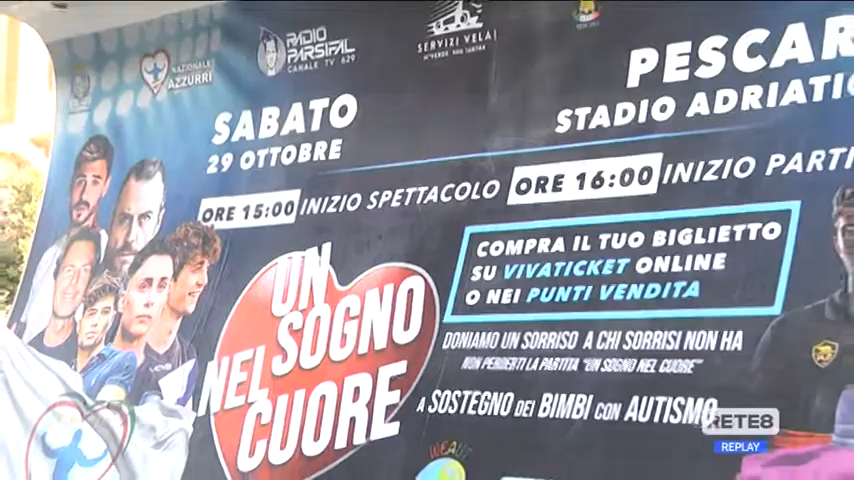 NAZIONALE
AZZURRI
RADIO
PARSIFAL
CANALE TV 629
SERVIZI VELA
PESCAR
STADIO ADRIATIC
SABATO
29 OTTOBRE
ORE 15:00 INIZIO SPETTACOLO
ORE 16:00 INIZIO PARTI
COMPRA IL TUO BIGLIETTO
SU VIVATICKET ONLINE
O NEI PUNTI VENDITA
UN
SOGNO
NEL
CUORE
DONIAMO UN SORRISO A CHI SORRISI NON HA
NON PERDERTI LA PARTITA "UN SOGNO NEL CUORE"
A SOSTEGNO DEI BIMBI CON AUTISMO
RETE8
REPLAY